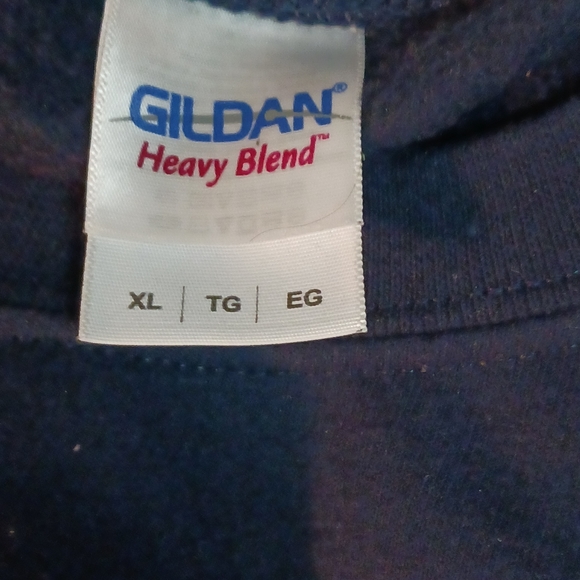 GILDAN®
Heavy Blend™
XL | TG | EG